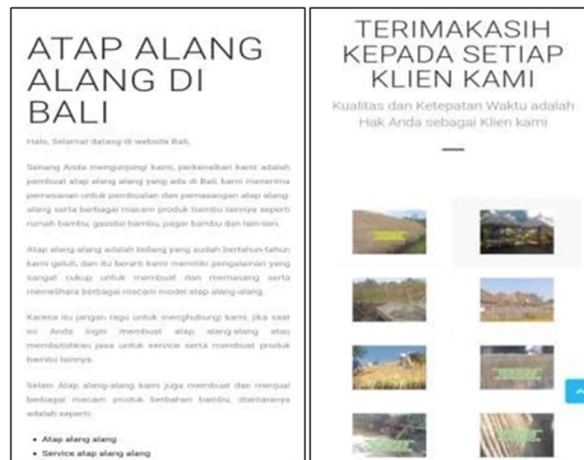 ATAP ALANG
ALANG DI
BALI
Halo, Selamat datang di website Bali,
Senang Anda mengunjungi kami, perkenalkan kami adalah
pembuat atap alang alang yang ada di Bali, kami menerima
pemesanan untuk pembuatan dan pemasangan atap alang-
alang serta berbagai macam produk bambu lainnya seperti
rumah bambu, gazebo bambu, pagar bambu dan lain-lain.
Atap alang-alang adalah bidang yang sudah bertahun-tahun
kami geluti, dan itu berarti kami memiliki pengalaman yang
sangat cukup untuk membuat dan memasang serta
memelihara berbagai macam model atap alang-alang.
Karena itu jangan ragu untuk menghubungi kami, jika saat
ini Anda ingin membuat atap alang-alang atau
membutuhkan jasa untuk service serta membuat produk
bambu lainnya.
Selain Atap alang-alang kami juga membuat dan menjual
berbagai macam produk berbahan bambu, diantaranya
adalah seperti:
• Atap alang alang
• Service atap alang alang
TERIMAKASIH
KEPADA SETIAP
KLIEN KAMI
Kualitas dan Ketepatan Waktu adalah
Hak Anda sebagai Klien kami